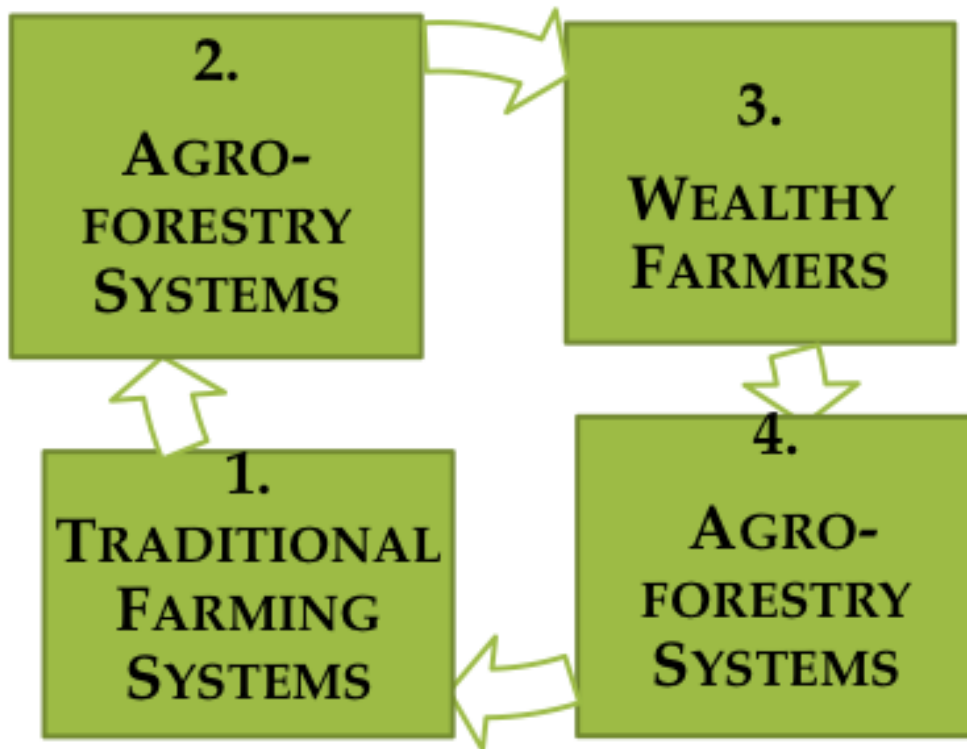 2.
AGRO-
FORESTRY
SYSTEMS
3.
WEALTHY
FARMERS
4.
AGRO-
FORESTRY
SYSTEMS
1.
TRADITIONAL
FARMING
SYSTEMS